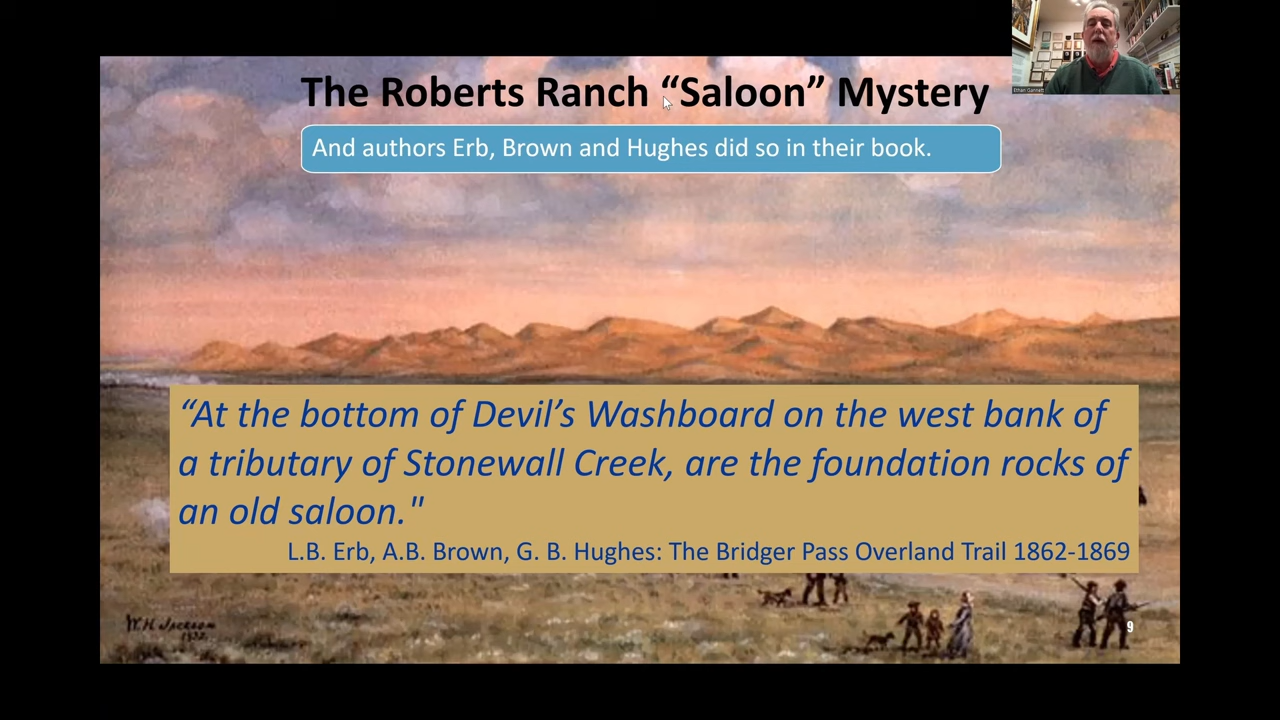 The Roberts Ranch “Saloon” Mystery
And authors Erb, Brown and Hughes did so in their book.
“At the bottom of Devil’s Washboard on the west bank of
a tributary of Stonewall Creek, are the foundation rocks of
an old saloon."
L.B. Erb, A.B. Brown, G. B. Hughes: The Bridger Pass Overland Trail 1862-1869
W.H. Jackson
9